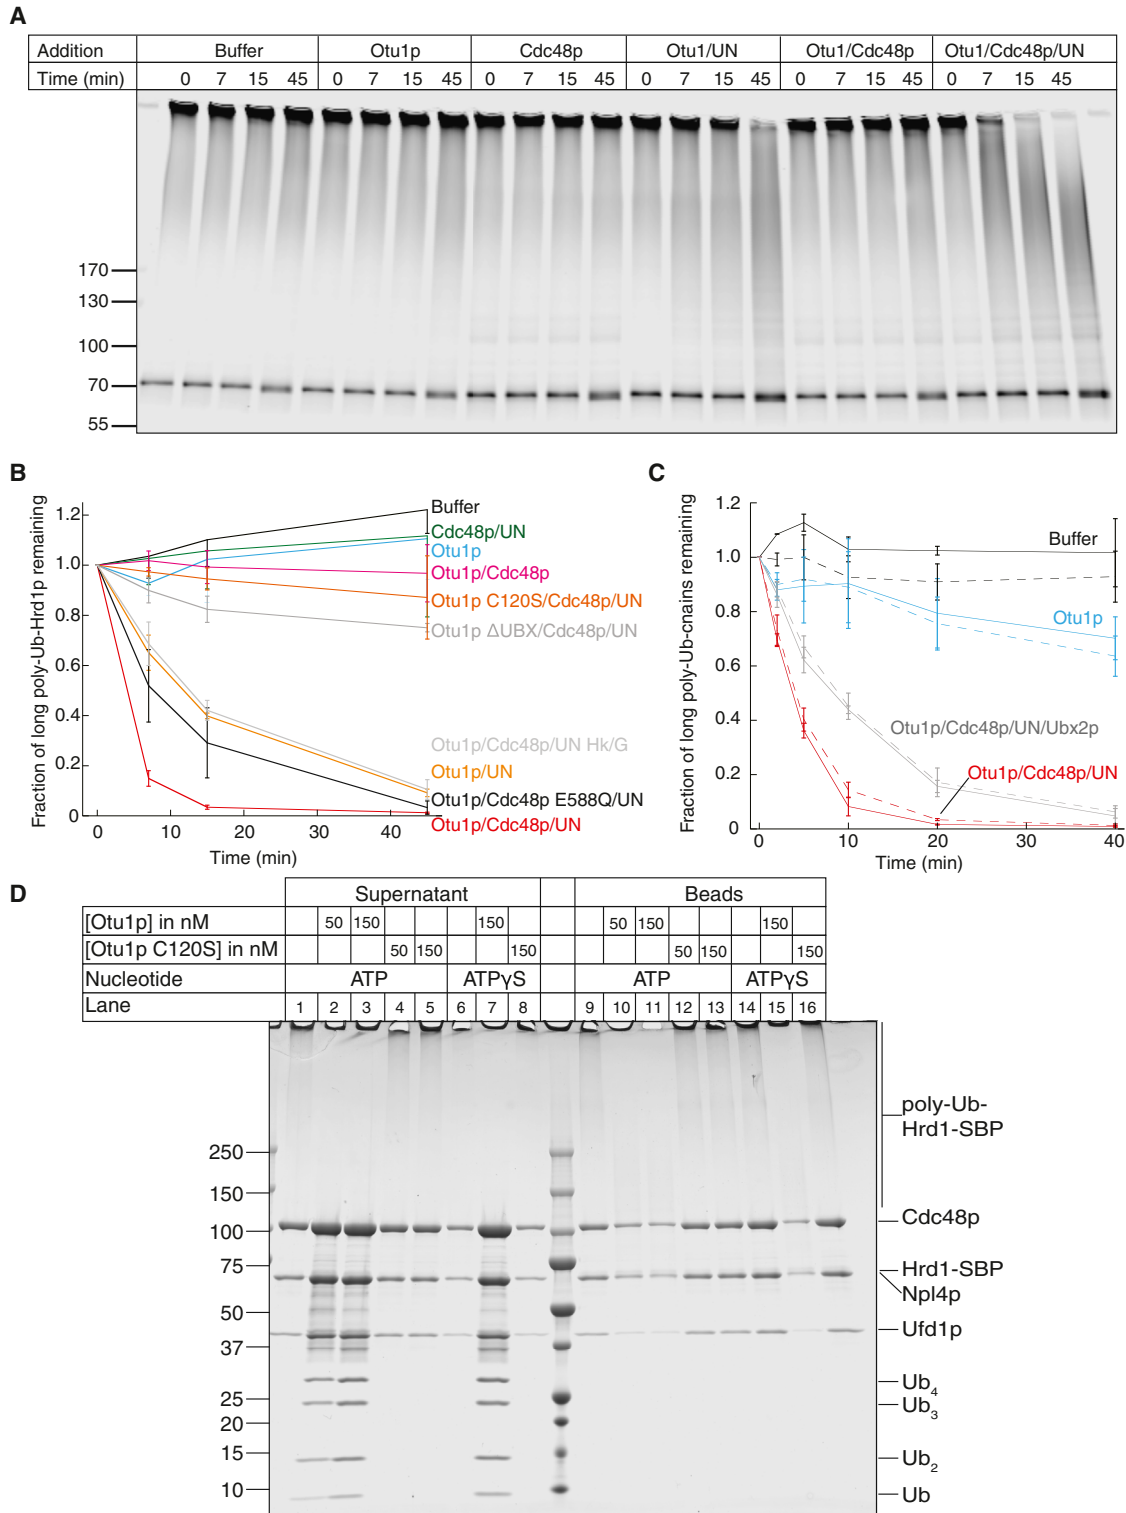 A
Addition Buffer Otu1p Cdc48p Otu1/UN Otu1/Cdc48p Otu1/Cdc48p/UN
Time (min) 0 7 15 45 0 7 15 45 0 7 15 45 0 7 15 45 0 7 15 45 0 7 15 45
170
130
100
70
55
B
Fraction of long poly-Ub-Hrd1p remaining
1.2
1.0
0.8
0.6
0.4
0.2
0
0 10 20 30 40
Time (min)
Buffer
Cdc48p/UN
Otu1p
Otu1p/Cdc48p
Otu1p C120S/Cdc48p/UN
Otu1p ΔUBX/Cdc48p/UN
Otu1p/Cdc48p/UN Hk/G
Otu1p/UN
Otu1p/Cdc48p E588Q/UN
Otu1p/Cdc48p/UN
C
Fraction of long poly-Ub-cnains remaining
1.2
1.0
0.8
0.6
0.4
0.2
0
0 10 20 30 40
Time (min)
Buffer
Otu1p
Otu1p/Cdc48p/UN/Ubx2p
Otu1p/Cdc48p/UN
D
Supernatant Beads
[Otu1p] in nM 50 150 150 50 150 150
[Otu1p C120S] in nM 50 150 150 50 150 150
Nucleotide ATP ATPγS ATP ATPγS
Lane 1 2 3 4 5 6 7 8 9 10 11 12 13 14 15 16
250
150
100
75
50
37
25
20
15
10
poly-Ub-
Hrd1-SBP
Cdc48p
Hrd1-SBP
Npl4p
Ufd1p
Ub4
Ub3
Ub2
Ub